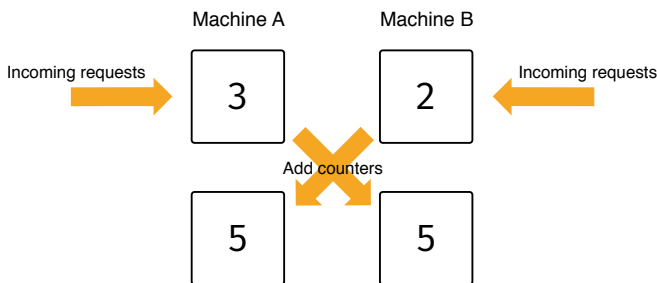 Machine A
Machine B
Incoming requests
3
2
Incoming requests
Add counters
5
5